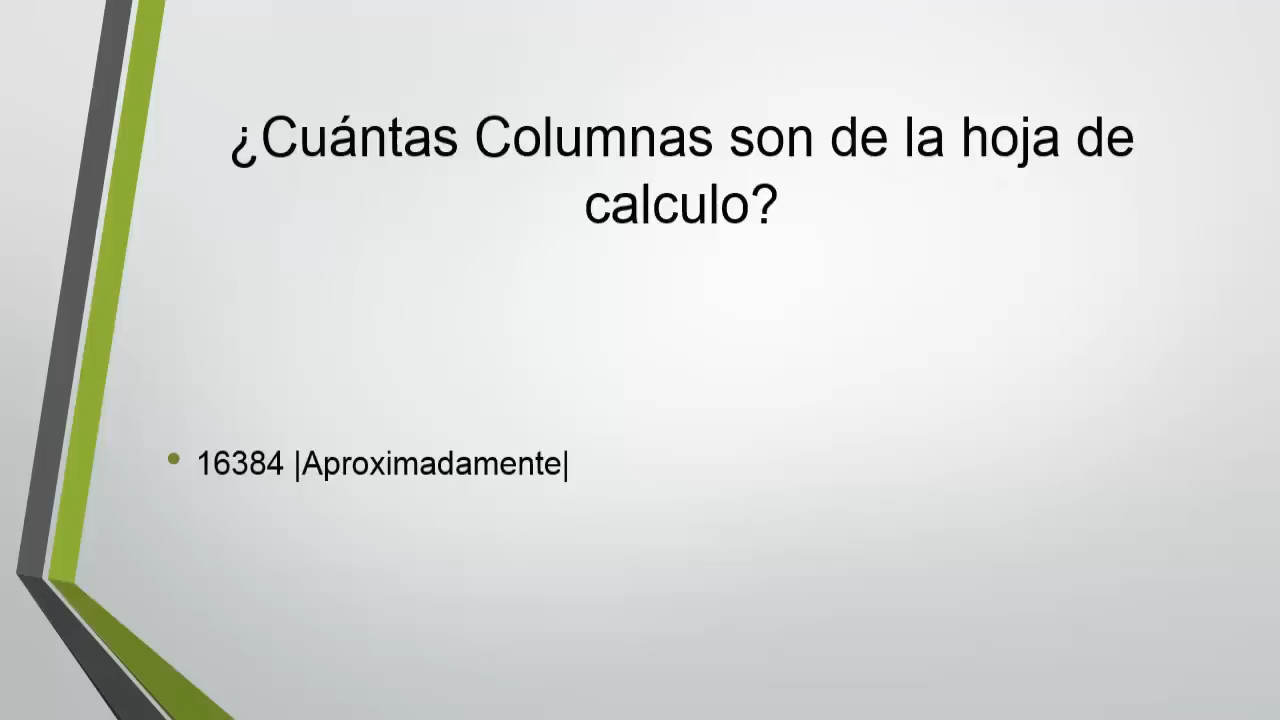 ¿Cuántas Columnas son de la hoja de
calculo?
• 16384 |Aproximadamente|